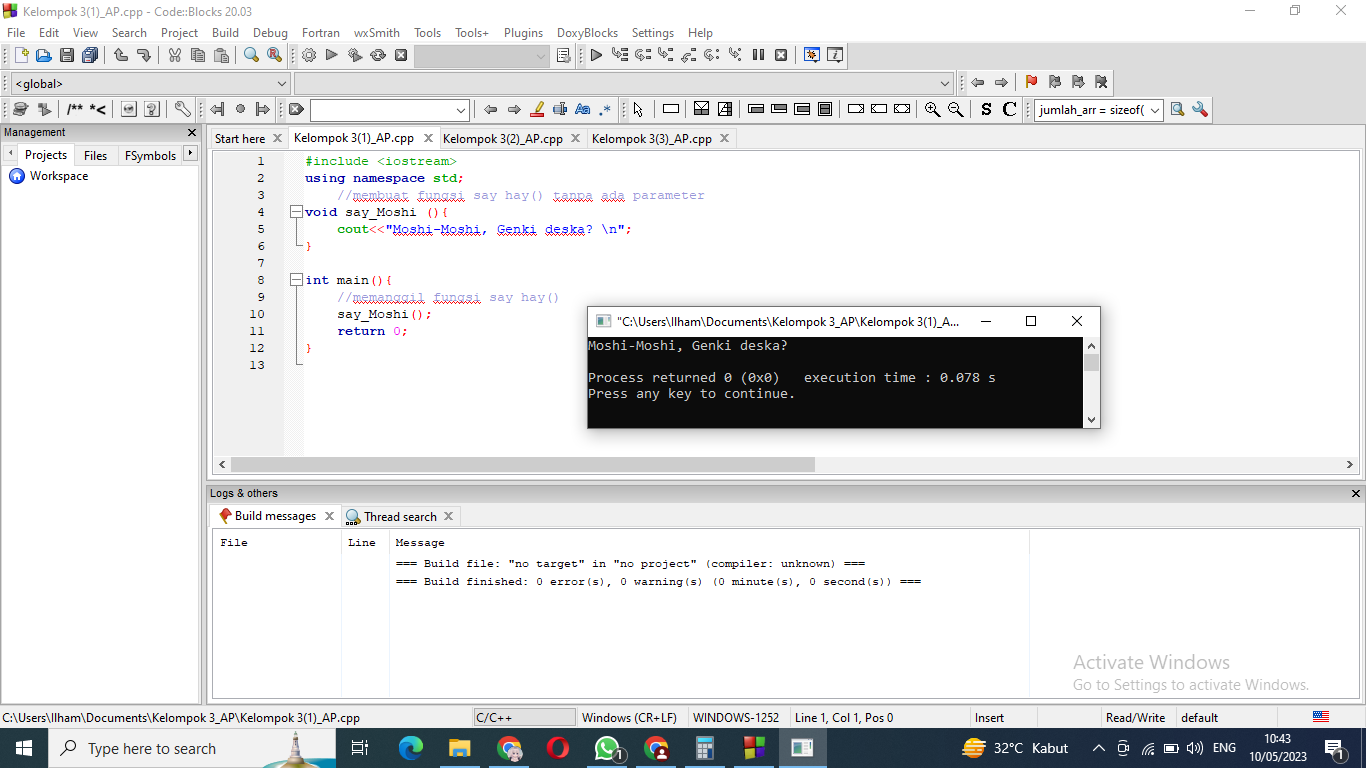 Kelompok 3(1)_AP.cpp - Code::Blocks 20.03
File Edit View Search Project Build Debug Fortran wxSmith Tools Tools+ Plugins DoxyBlocks Settings Help
<global>
/** *< Aa .* S C jumlah_arr = sizeof(
Management
Start here Kelompok 3(1)_AP.cpp Kelompok 3(2)_AP.cpp Kelompok 3(3)_AP.cpp
Projects Files FSymbols
Workspace
1 #include <iostream>
2 using namespace std;
3 //membuat fungsi say hay() tanpa ada parameter
4 void say_Moshi (){
5 cout<<"Moshi-Moshi, Genki deska? \n";
6 }
7
8 int main(){
9 //memanggil fungsi say hay()
10 say_Moshi();
11 return 0;
12 }
13
"C:\Users\Ilham\Documents\Kelompok 3_AP\Kelompok 3(1)_A...
Moshi-Moshi, Genki deska?
Process returned 0 (0x0) execution time : 0.078 s
Press any key to continue.
Logs & others
Build messages Thread search
File Line Message
=== Build file: "no target" in "no project" (compiler: unknown) ===
=== Build finished: 0 error(s), 0 warning(s) (0 minute(s), 0 second(s)) ===
Activate Windows
Go to Settings to activate Windows.
C:\Users\Ilham\Documents\Kelompok 3_AP\Kelompok 3(1)_AP.cpp C/C++ Windows (CR+LF) WINDOWS-1252 Line 1, Col 1, Pos 0 Insert Read/Write default
Type here to search 1 32°C Kabut ENG 10:43 1
10/05/2023